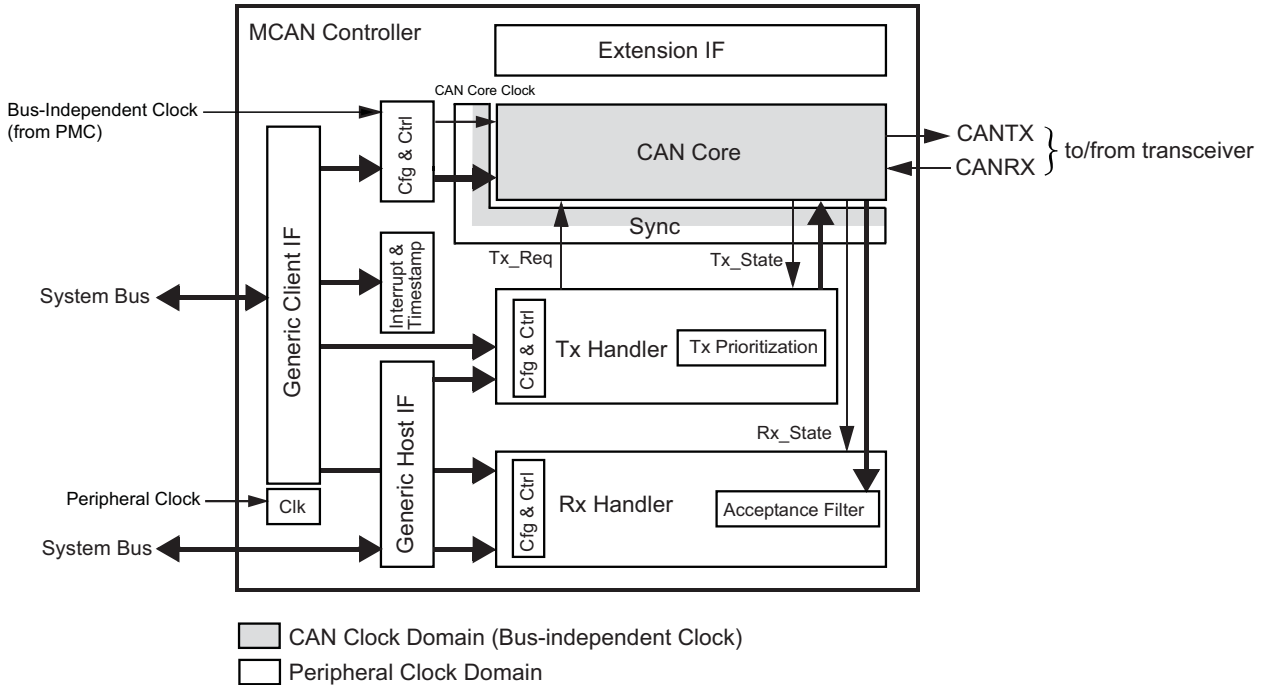 MCAN Controller
Extension IF
CAN Core Clock
Bus-Independent Clock
(from PMC)
Cfg & Ctrl
CAN Core
CANTX
CANRX
to/from transceiver
Sync
Tx_Req
Tx_State
Generic Client IF
Interrupt &
Timestamp
System Bus
Cfg & Ctrl
Tx Handler
Tx Prioritization
Generic Host IF
Rx_State
Peripheral Clock
Clk
Cfg & Ctrl
Rx Handler
Acceptance Filter
System Bus
CAN Clock Domain (Bus-independent Clock)
Peripheral Clock Domain